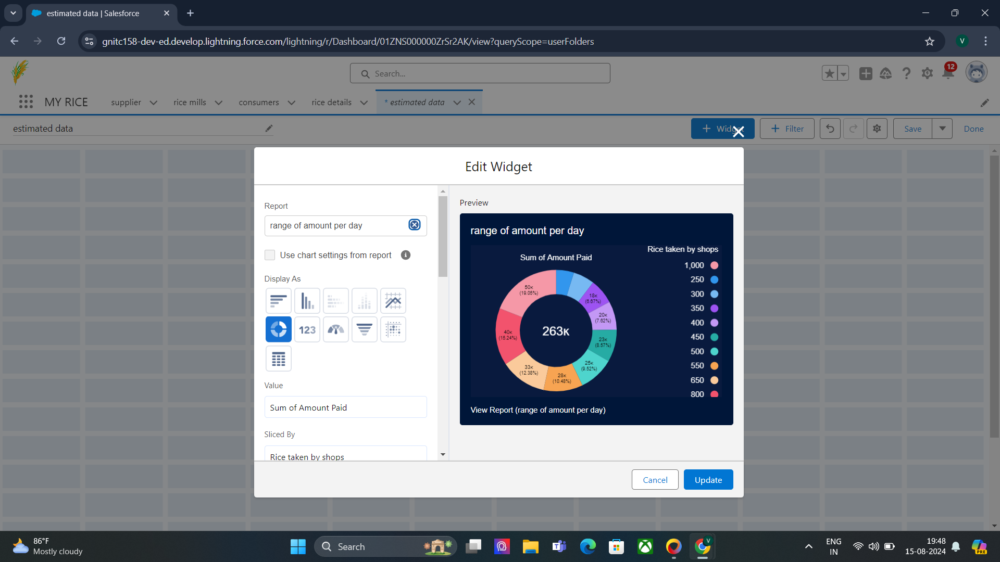 estimated data | Salesforce
gnitc158-dev-ed.develop.lightning.force.com/lightning/r/Dashboard/01ZNS000000ZrSr2AK/view?queryScope=userFolders
V
Search...
12
MY RICE
supplier
rice mills
consumers
rice details
* estimated data
estimated data
+ Widget
+ Filter
Save
Done
Edit Widget
Report
range of amount per day
Use chart settings from report
Display As
123
Value
Sum of Amount Paid
Sliced By
Rice taken by shops
Preview
range of amount per day
Sum of Amount Paid
Rice taken by shops
1,000
250
300
350
400
450
500
550
650
800
50K
(19.05%)
18K
(6.67%)
20K
(7.62%)
23K
(8.57%)
25K
(9.52%)
28K
(10.48%)
33K
(12.38%)
40K
(15.24%)
263K
View Report (range of amount per day)
Cancel
Update
86°F
Mostly cloudy
Search
V
ENG
IN
19:48
15-08-2024
PRE